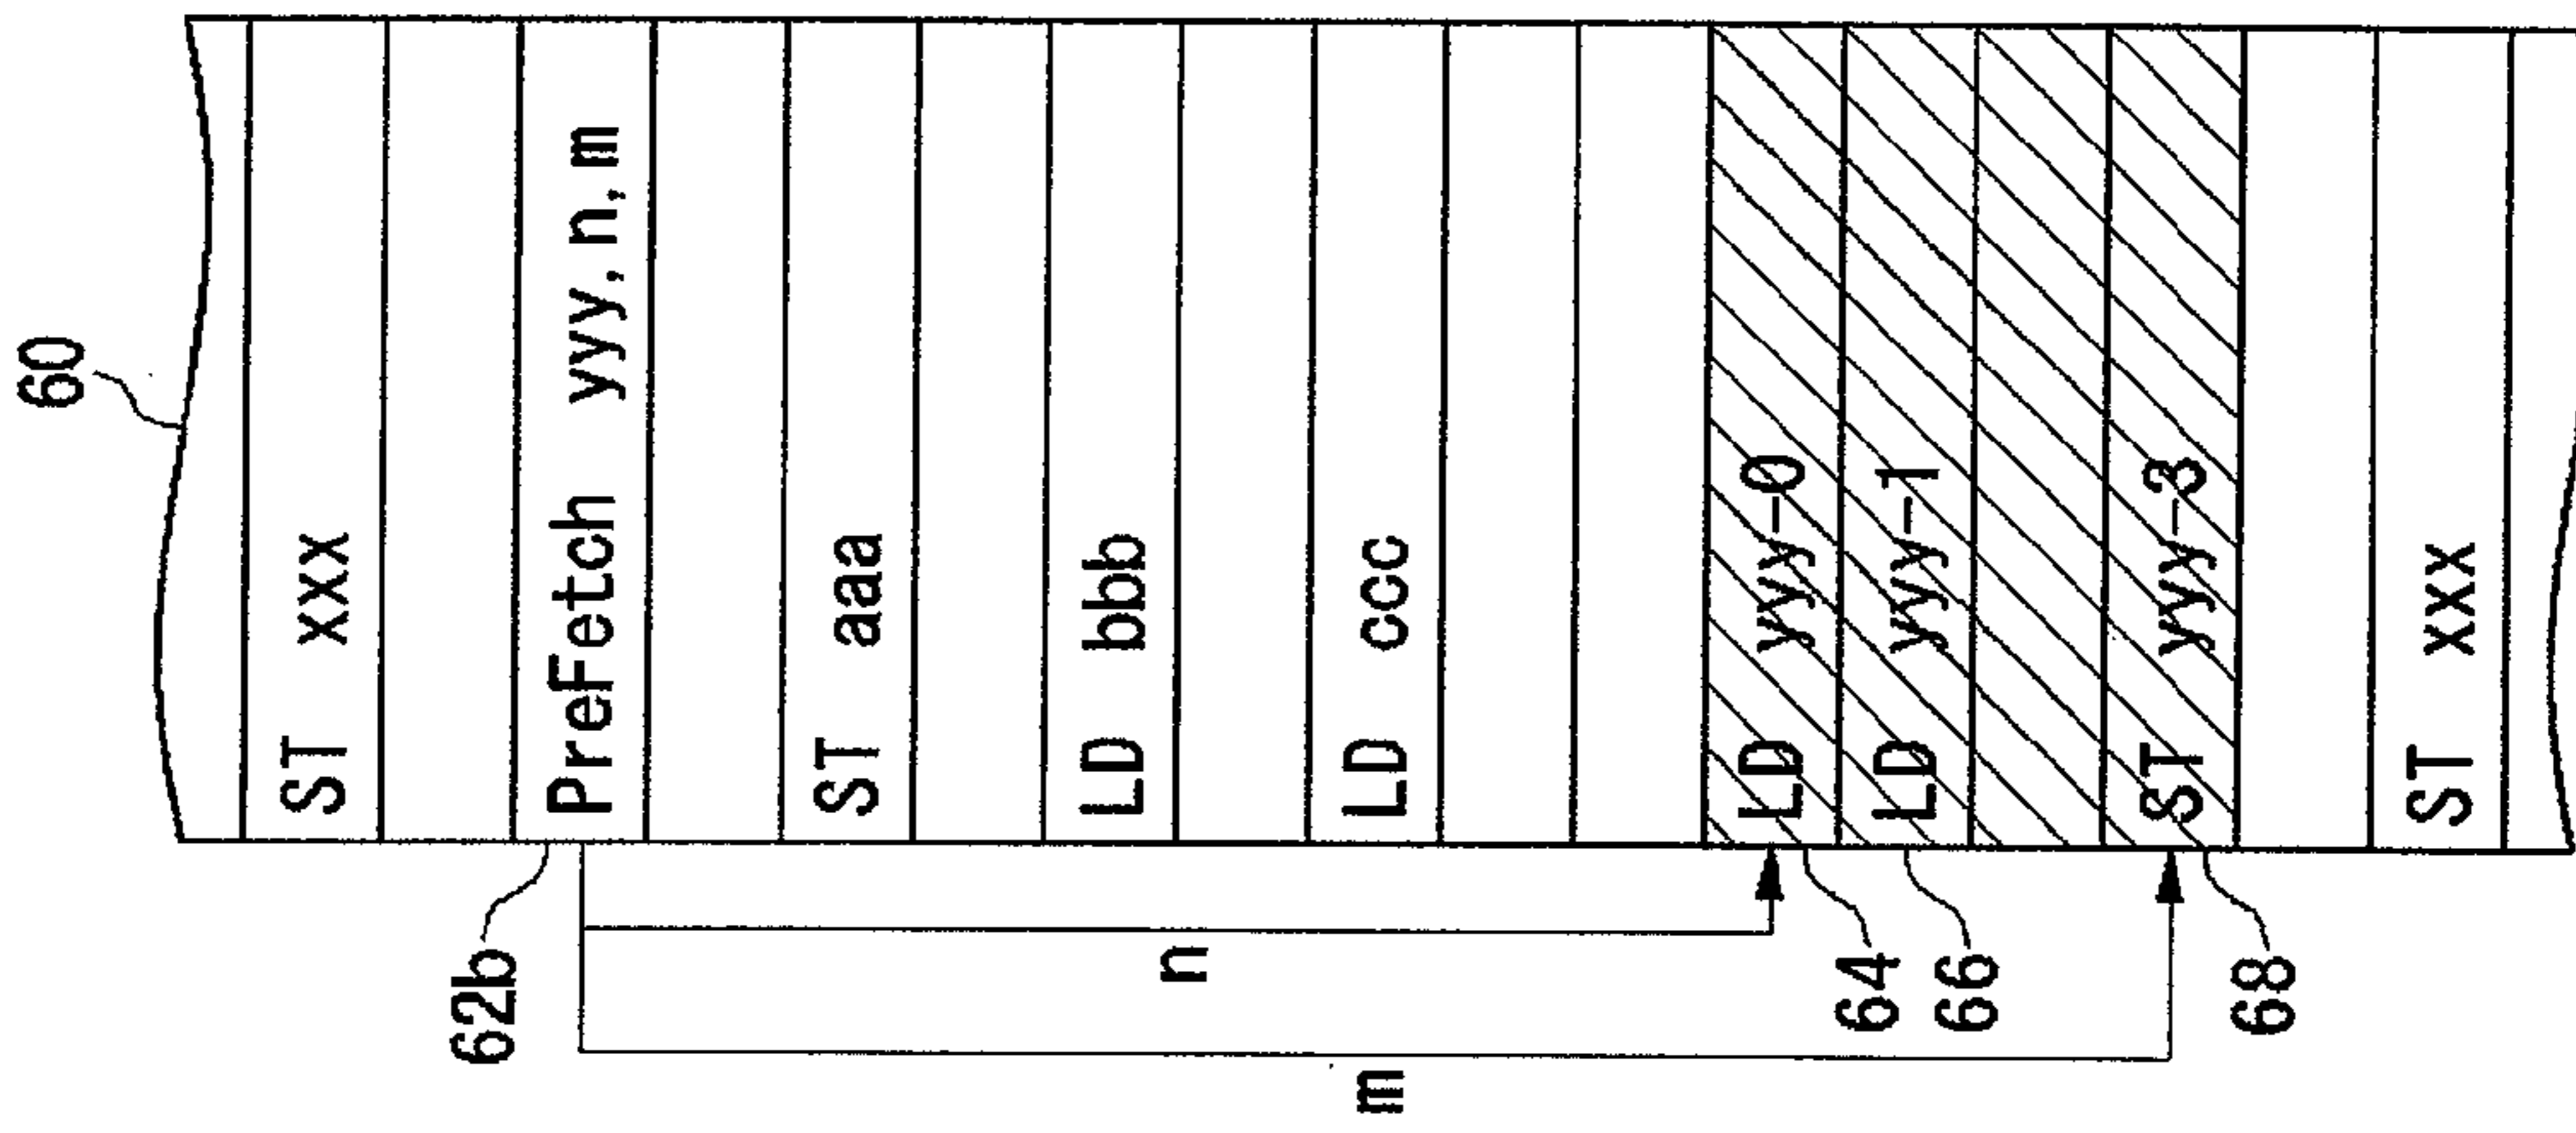 60
ST xxx
62b
PreFetch yyy, n, m
ST aaa
LD bbb
n
LD ccc
m
LD yyy-0
64
LD yyy-1
66
ST yyy-3
68
ST xxx